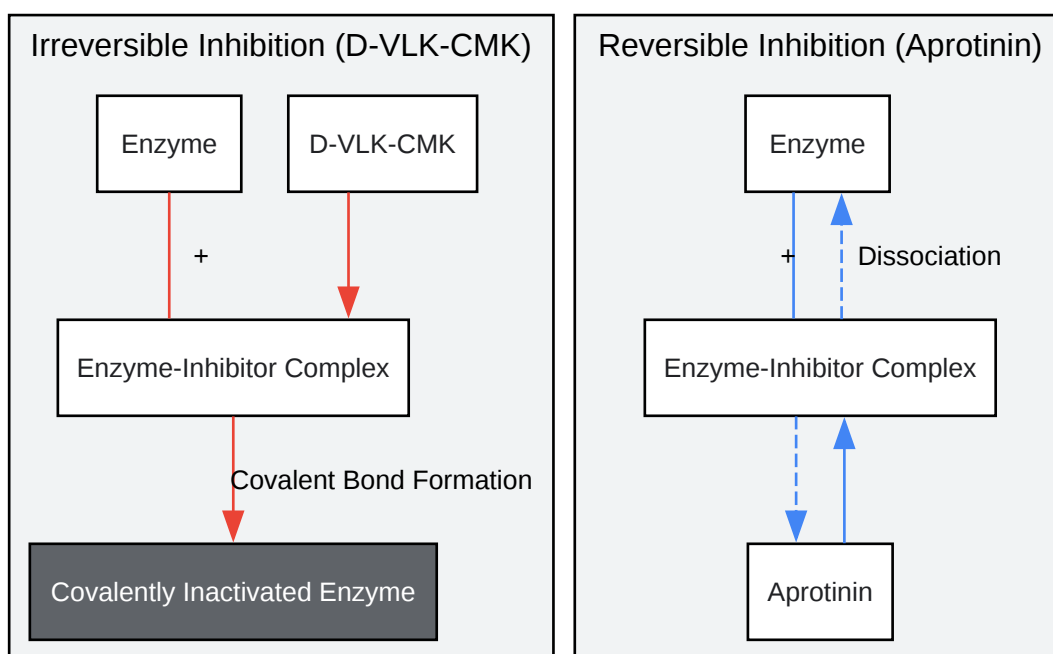 Irreversible Inhibition (D-VLK-CMK)
Enzyme
D-VLK-CMK
+
Enzyme-Inhibitor Complex
Covalent Bond Formation
Covalently Inactivated Enzyme
Reversible Inhibition (Aprotinin)
Enzyme
+
Dissociation
Enzyme-Inhibitor Complex
Aprotinin